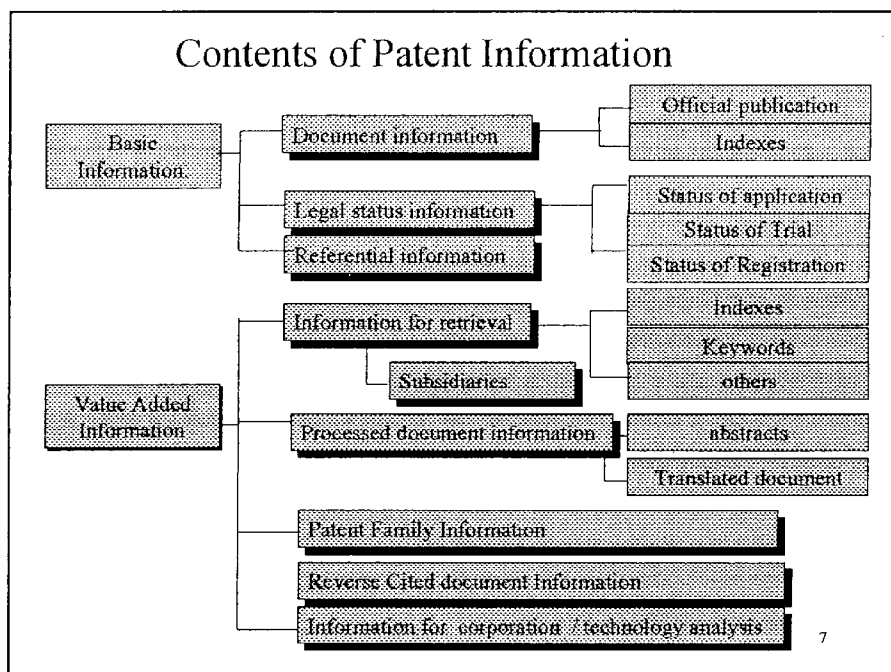 Contents of Patent Information
Basic
Information.
Document information
Official publication
Indexes
Legal status information
Status of application
Status of Trial
Status of Registration
Referential information
Information for retrieval
Indexes
Keywords
others
Subsidiaries
Value Added
Information
Processed document information
abstracts
Translated document
Patent Family Information
Reverse Cited document Information
Information for corporation / technology analysis
7